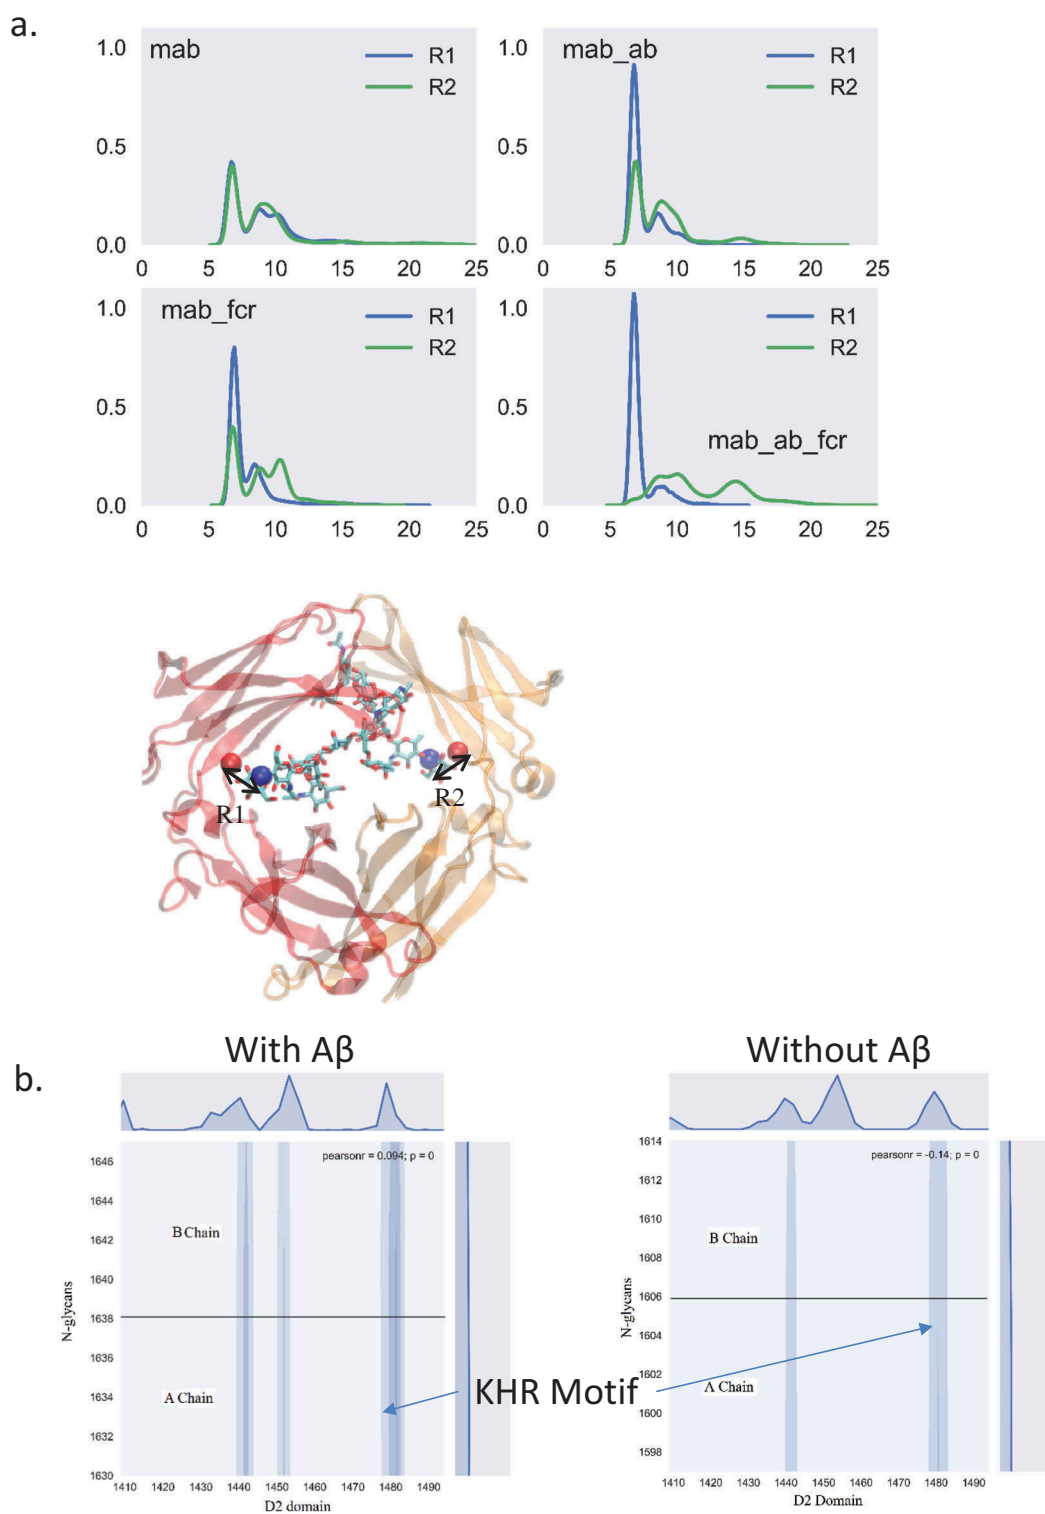 a.
mab
R1
R2
1.0
0.5
0.0
0 5 10 15 20 25
mab_ab
R1
R2
1.0
0.5
0.0
0 5 10 15 20 25
mab_fcr
R1
R2
1.0
0.5
0.0
0 5 10 15 20 25
R1
R2
mab_ab_fcr
1.0
0.5
0.0
0 5 10 15 20 25
R1
R2
b.
With Aβ
pearsonr = 0.094; p = 0
B Chain
A Chain
N-glycans
1646
1644
1642
1640
1638
1636
1634
1632
1630
1410 1420 1430 1440 1450 1460 1470 1480 1490
D2 domain
KHR Motif
Without Aβ
pearsonr = -0.14; p = 0
B Chain
A Chain
N-glycans
1614
1612
1610
1608
1606
1604
1602
1600
1598
1410 1420 1430 1440 1450 1460 1470 1480 1490
D2 Domain